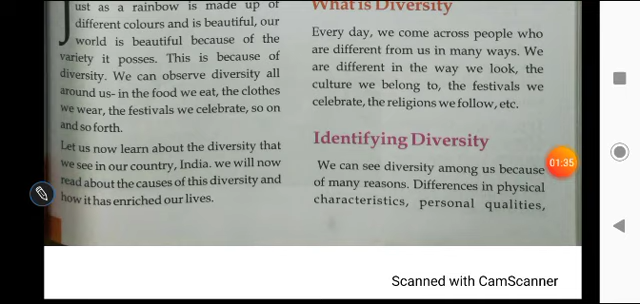 ust as a rainbow is made up of
different colours and is beautiful, our
world is beautiful because of the
variety it posses. This is because of
diversity. We can observe diversity all
around us- in the food we eat, the clothes
we wear, the festivals we celebrate, so on
and so forth.
Let us now learn about the diversity that
we see in our country, India. we will now
read about the causes of this diversity and
how it has enriched our lives.
What is Diversity
Every day, we come across people who
are different from us in many ways. We
are different in the way we look, the
culture we belong to, the festivals we
celebrate, the religions we follow, etc.
Identifying Diversity
We can see diversity among us because
of many reasons. Differences in physical
characteristics, personal qualities,
01:35
Scanned with CamScanner